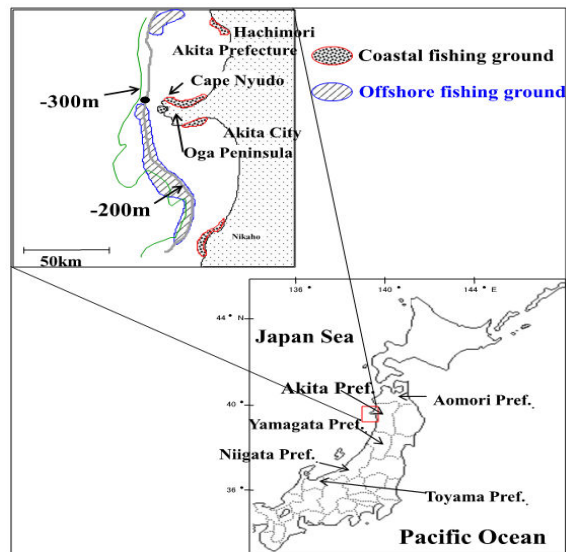 Hachimori
Akita Prefecture
Cape Nyudo
-300m
Akita City
Oga Peninsula
-200m
Nikaho
50km
Coastal fishing ground
Offshore fishing ground
136 140 144 E
44 N
Japan Sea
Akita Pref.
Aomori Pref.
40
Yamagata Pref.
Niigata Pref.
Toyama Pref.
36
Pacific Ocean